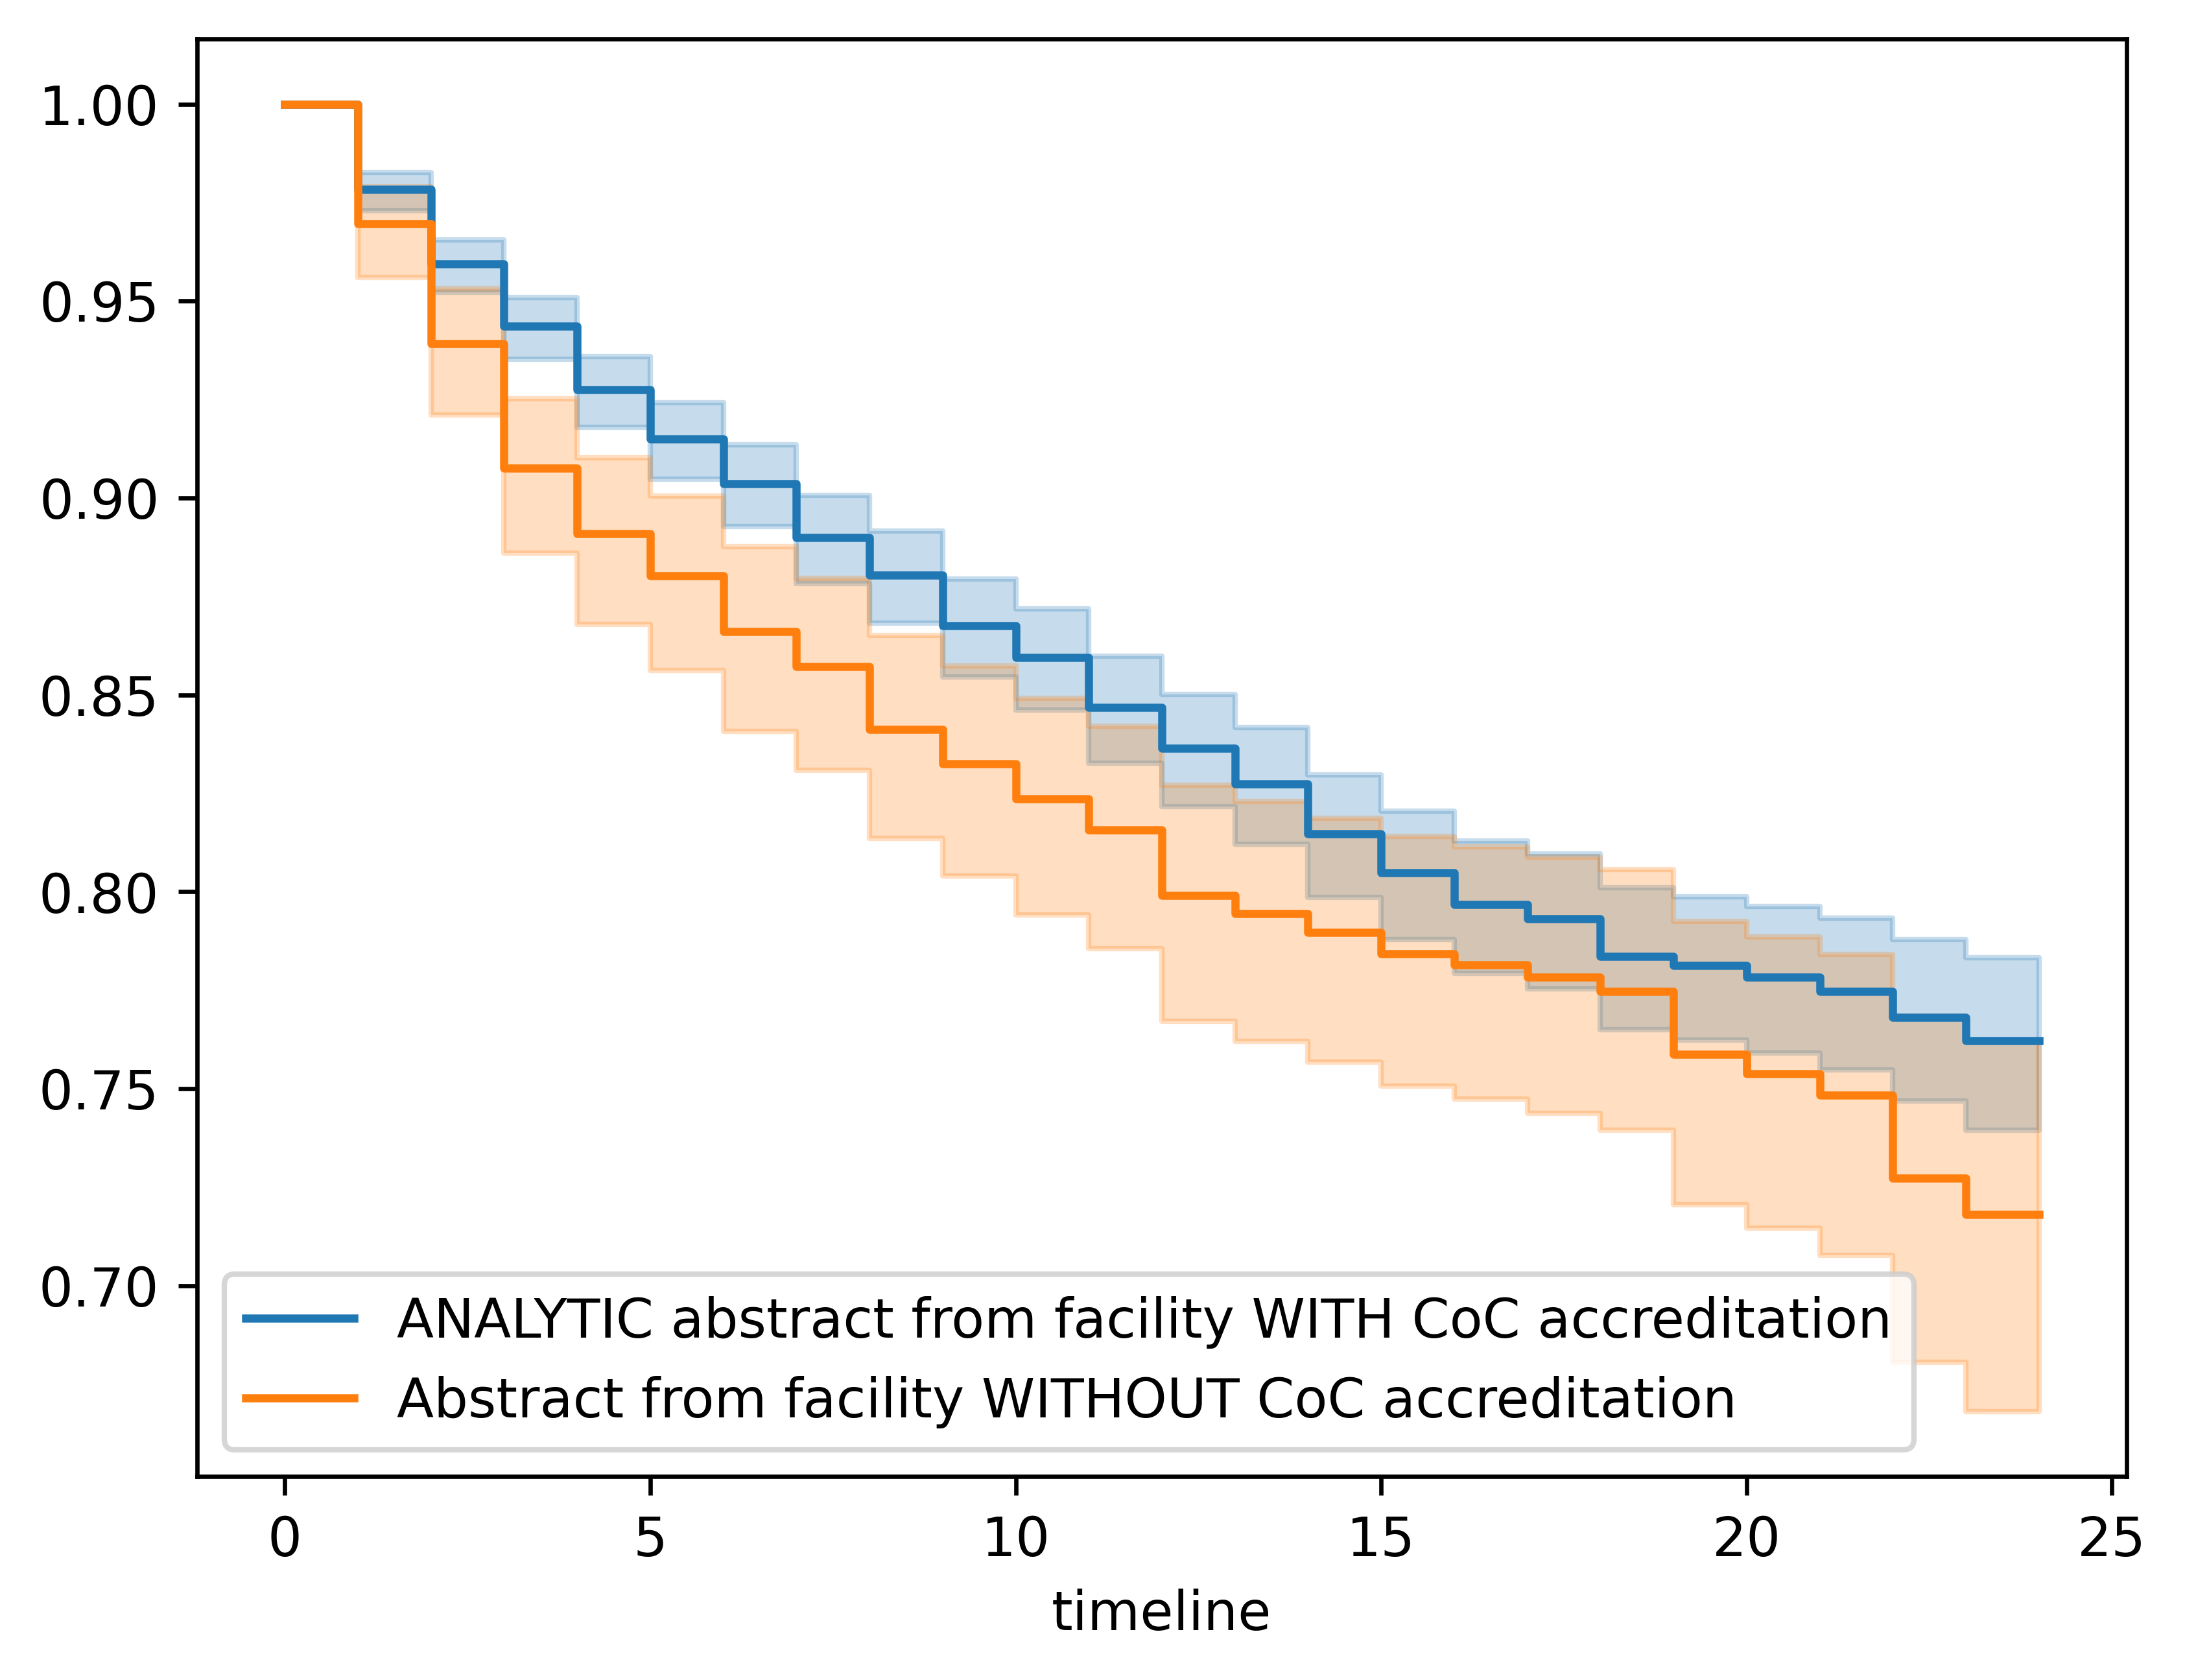 1.00
0.95
0.90
0.85
0.80
0.75
0.70
ANALYTIC abstract from facility WITH CoC accreditation
Abstract from facility WITHOUT CoC accreditation
0 5 10 15 20 25
timeline